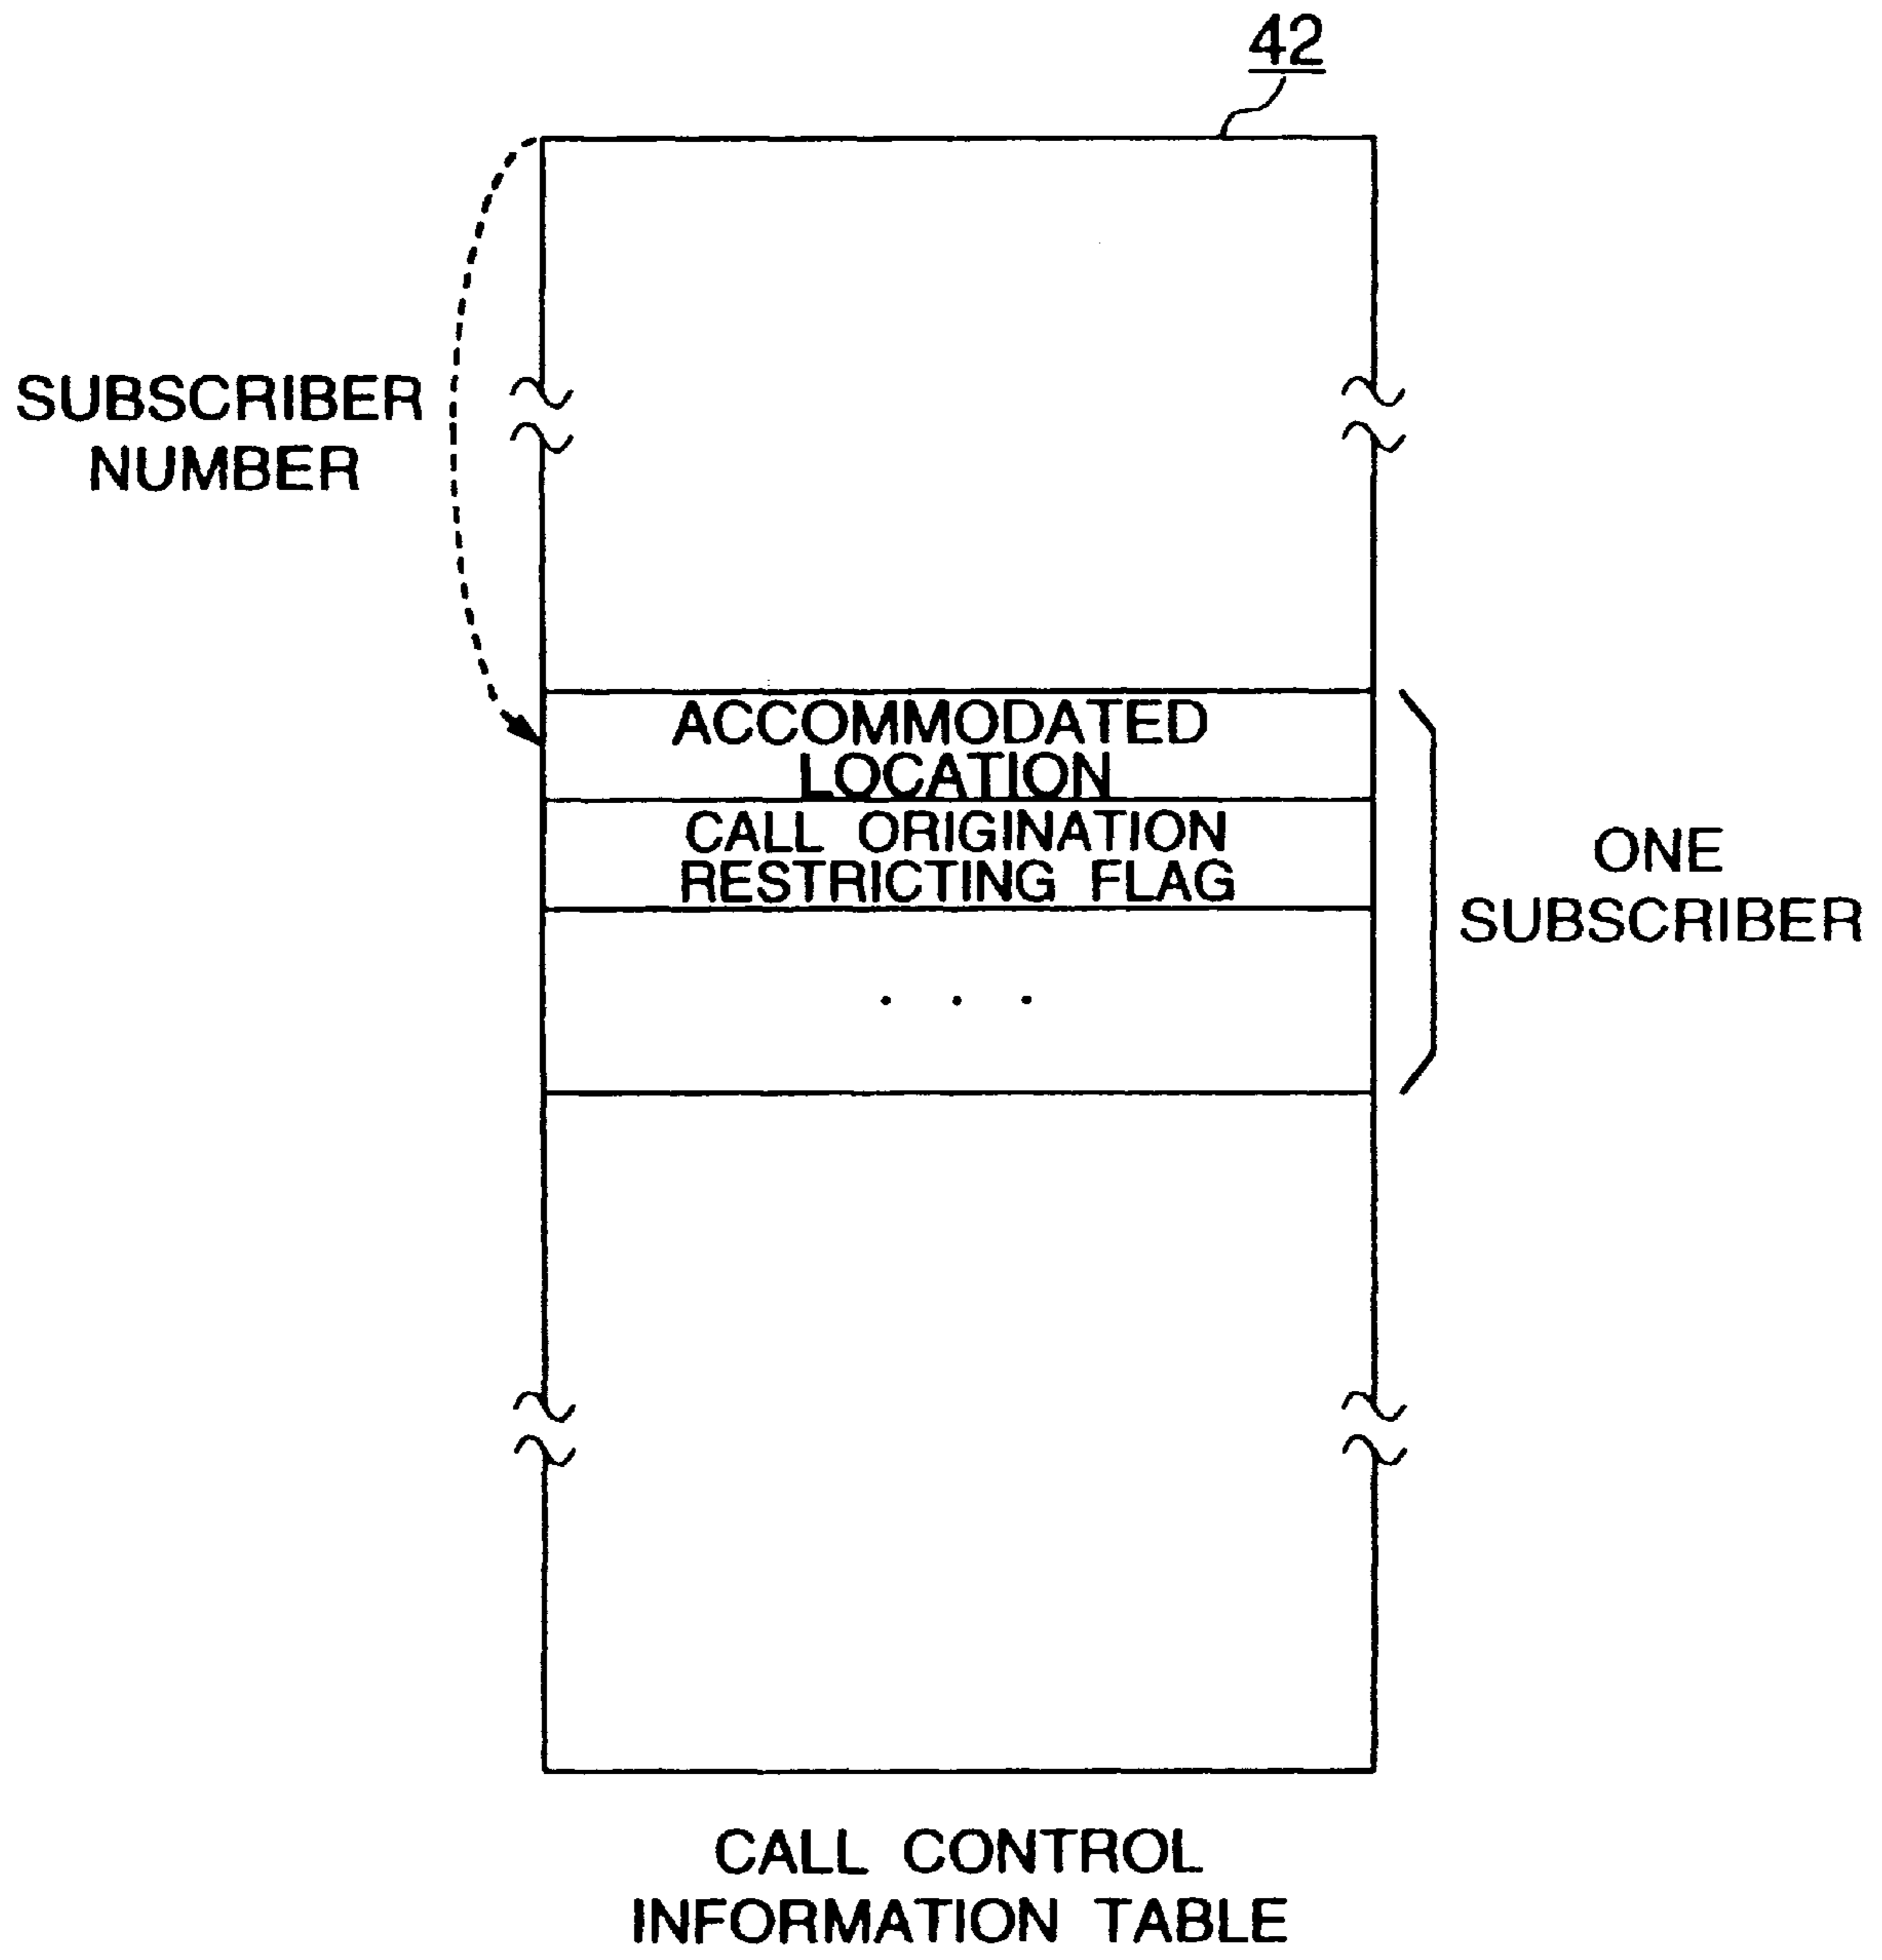 42
SUBSCRIBER
NUMBER
ACCOMMODATED
LOCATION
CALL ORIGINATION
RESTRICTING FLAG
. . .
ONE
SUBSCRIBER
CALL CONTROL
INFORMATION TABLE